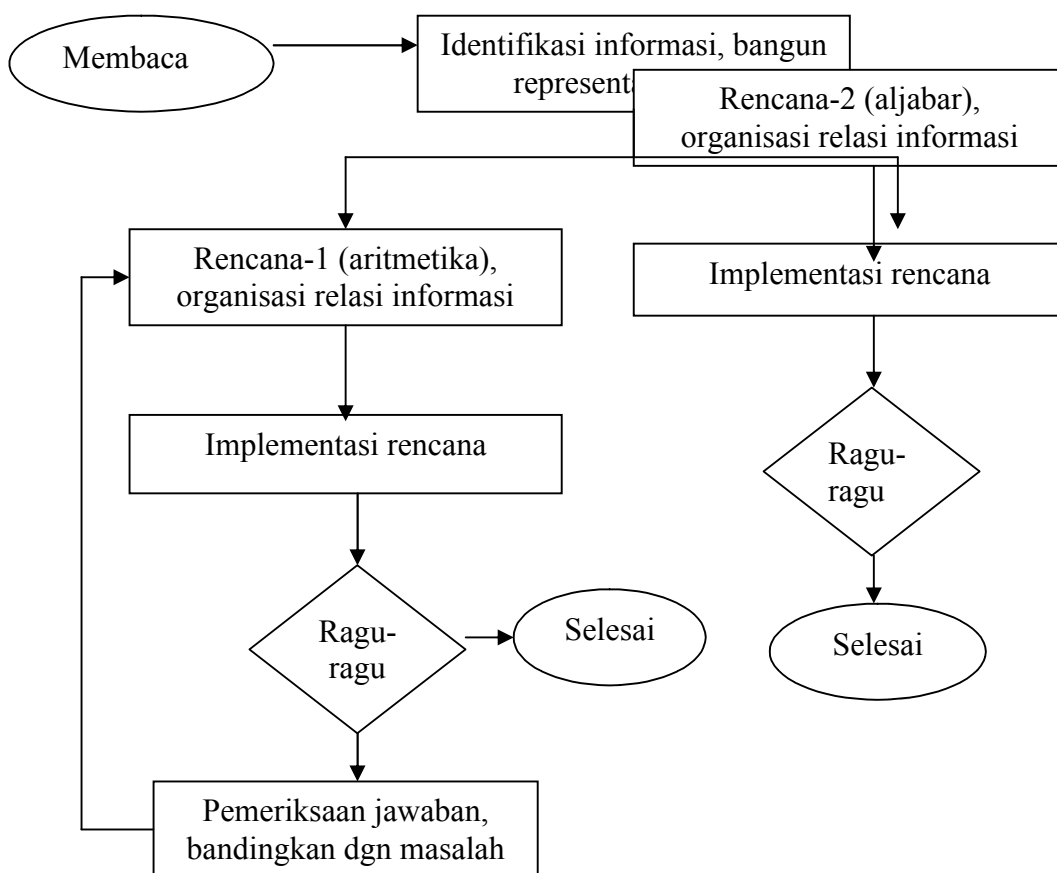 Membaca
Identifikasi informasi, bangun
Rencana-2 (aljabar),
organisasi relasi informasi
Rencana-1 (aritmetika),
organisasi relasi informasi
Implementasi rencana
Implementasi rencana
Ragu-
ragu
Ragu-
ragu
Selesai
Selesai
Pemeriksaan jawaban,
bandingkan dgn masalah